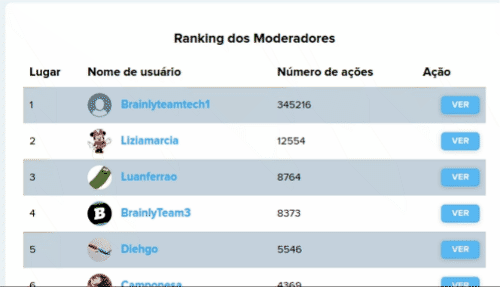 Ranking dos Moderadores
Lugar Nome de usuário Número de ações Ação
1 Brainlyteamtech1 345216 VER
2 Liziamarcia 12554 VER
3 Luanferrao 8764 VER
4 BrainlyTeam3 8373 VER
5 Diehgo 5546 VER
6 Camponesa 4369 VER